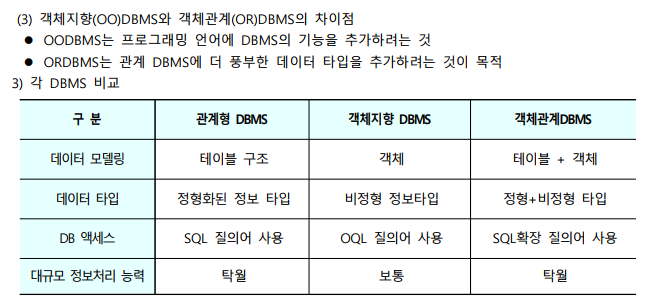 (3) 객체지향(OO)DBMS와 객체관계(OR)DBMS의 차이점
● OODBMS는 프로그래밍 언어에 DBMS의 기능을 추가하려는 것
● ORDBMS는 관계 DBMS에 더 풍부한 데이터 타입을 추가하려는 것이 목적
3) 각 DBMS 비교
구 분 관계형 DBMS 객체지향 DBMS 객체관계DBMS
데이터 모델링 테이블 구조 객체 테이블 + 객체
데이터 타입 정형화된 정보 타입 비정형 정보타입 정형+비정형 타입
DB 액세스 SQL 질의어 사용 OQL 질의어 사용 SQL확장 질의어 사용
대규모 정보처리 능력 탁월 보통 탁월